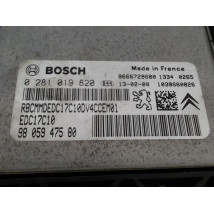 Made in France
BOSCH
0 281 019 820
9666729680 1334 0265
13-02-08 1039S60826
RBCMMDEDC17C10DV4CCEM01
EDC17C10
98 059 475 80